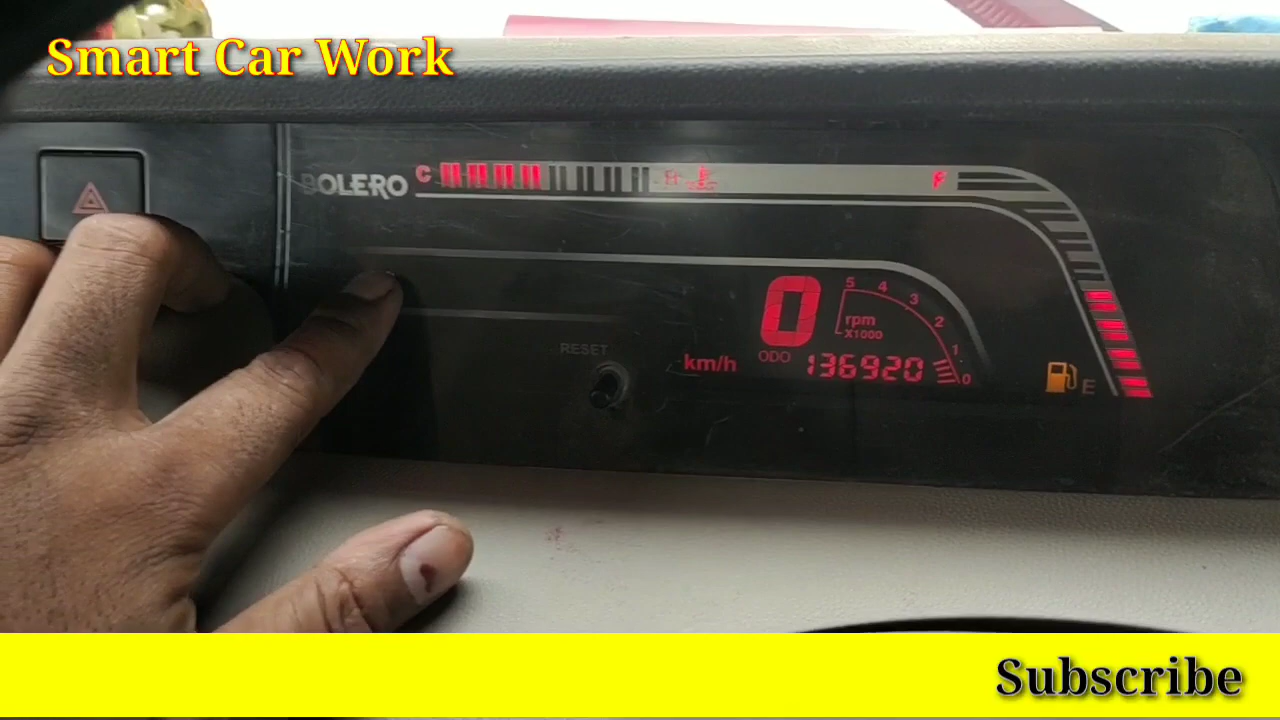 Smart Car Work
BOLERO
C
H
F
0
5
4
3
2
1
0
rpm
X1000
RESET
km/h
ODO
136920
E
Subscribe